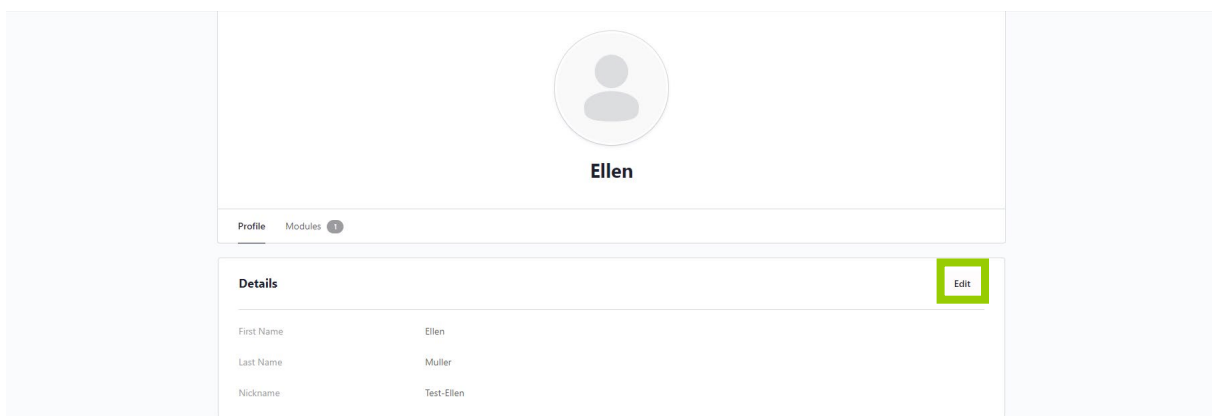 Ellen
Profile Modules 1
Details Edit
First Name Ellen
Last Name Muller
Nickname Test-Ellen